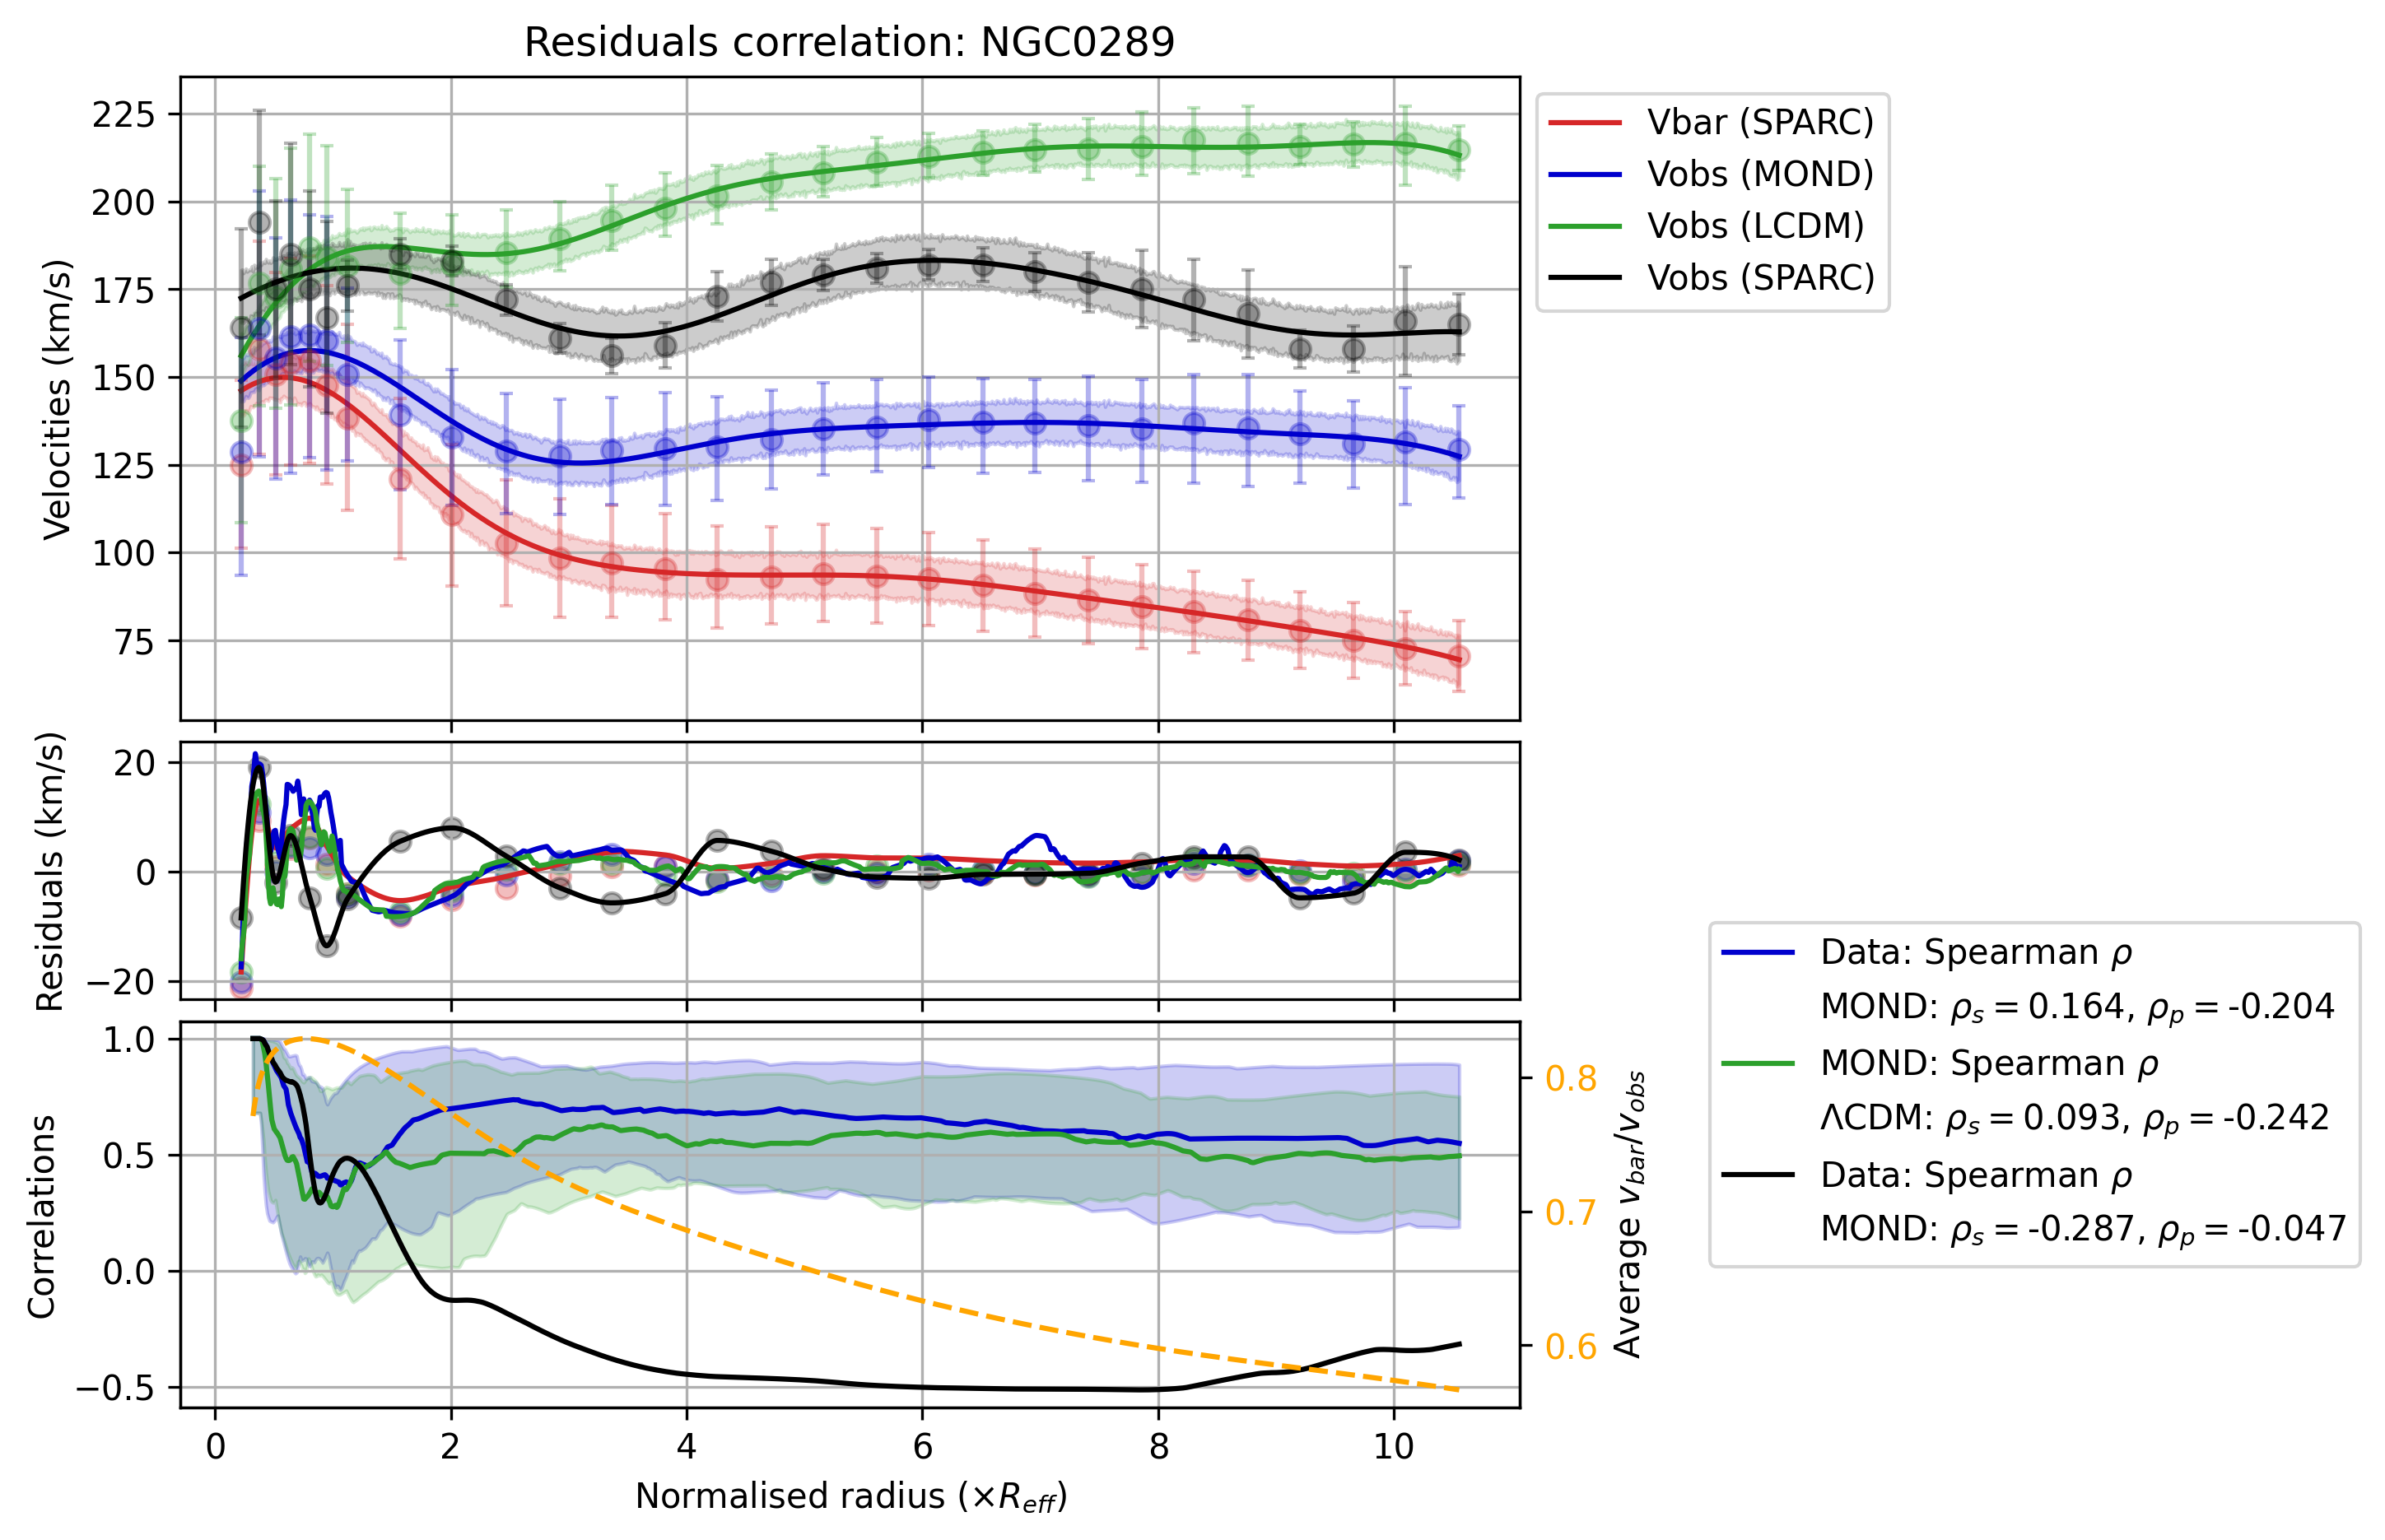 Residuals correlation: NGC0289
225
200
175
150
125
100
75
Velocities (km/s)
Vbar (SPARC)
Vobs (MOND)
Vobs (LCDM)
Vobs (SPARC)
20
0
−20
Residuals (km/s)
1.0
0.5
0.0
−0.5
Correlations
0.8
0.7
0.6
Average v_bar/v_obs
0 2 4 6 8 10
Normalised radius (×R_eff)
Data: Spearman ρ
MOND: ρ_s = 0.164, ρ_p = -0.204
MOND: Spearman ρ
ΛCDM: ρ_s = 0.093, ρ_p = -0.242
Data: Spearman ρ
MOND: ρ_s = -0.287, ρ_p = -0.047